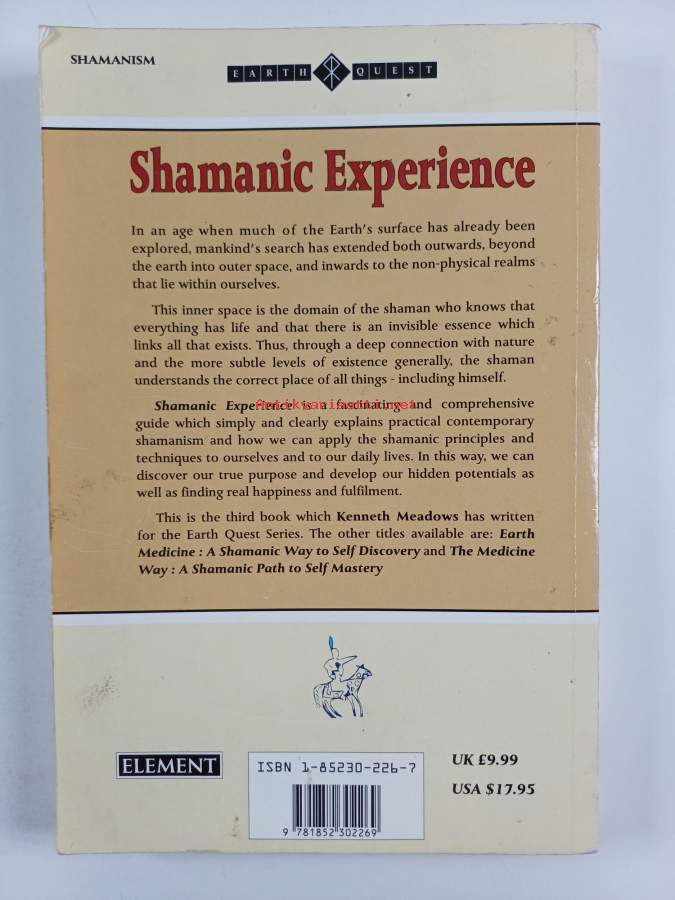 SHAMANISM
EARTH QUEST
Shamanic Experience
In an age when much of the Earth's surface has already been
explored, mankind's search has extended both outwards, beyond
the earth into outer space, and inwards to the non-physical realms
that lie within ourselves.
This inner space is the domain of the shaman who knows that
everything has life and that there is an invisible essence which
links all that exists. Thus, through a deep connection with nature
and the more subtle levels of existence generally, the shaman
understands the correct place of all things - including himself.
Shamanic Experience is a fascinating and comprehensive
guide which simply and clearly explains practical contemporary
shamanism and how we can apply the shamanic principles and
techniques to ourselves and to our daily lives. In this way, we can
discover our true purpose and develop our hidden potentials as
well as finding real happiness and fulfilment.
This is the third book which Kenneth Meadows has written
for the Earth Quest Series. The other titles available are: Earth
Medicine : A Shamanic Way to Self Discovery and The Medicine
Way : A Shamanic Path to Self Mastery
ELEMENT
ISBN 1-85230-226-7
9 781852 302269
UK £9.99
USA $17.95